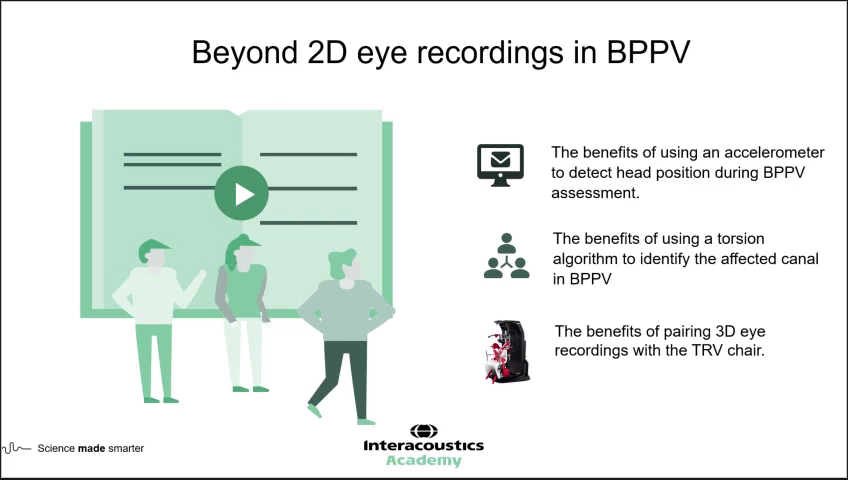 Beyond 2D eye recordings in BPPV
The benefits of using an accelerometer
to detect head position during BPPV
assessment.
The benefits of using a torsion
algorithm to identify the affected canal
in BPPV
The benefits of pairing 3D eye
recordings with the TRV chair.
Science made smarter
Interacoustics
Academy